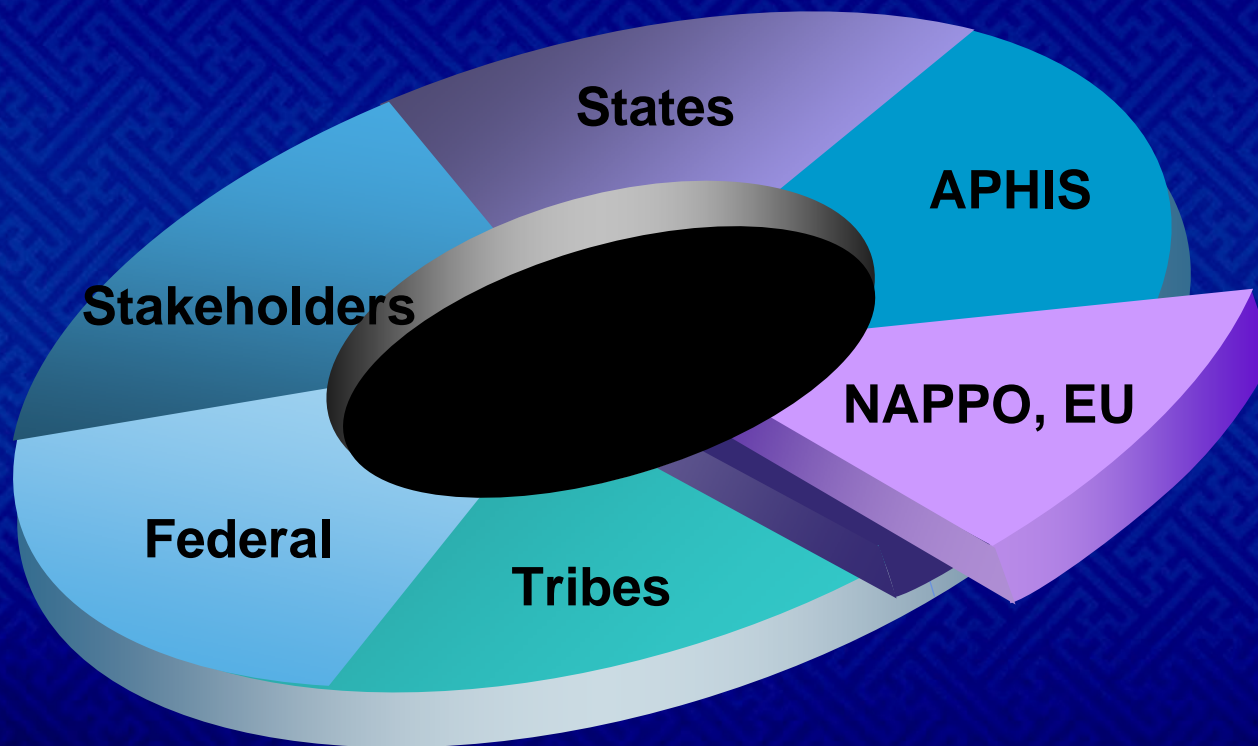 States
APHIS
Stakeholders
NAPPO, EU
Federal
Tribes